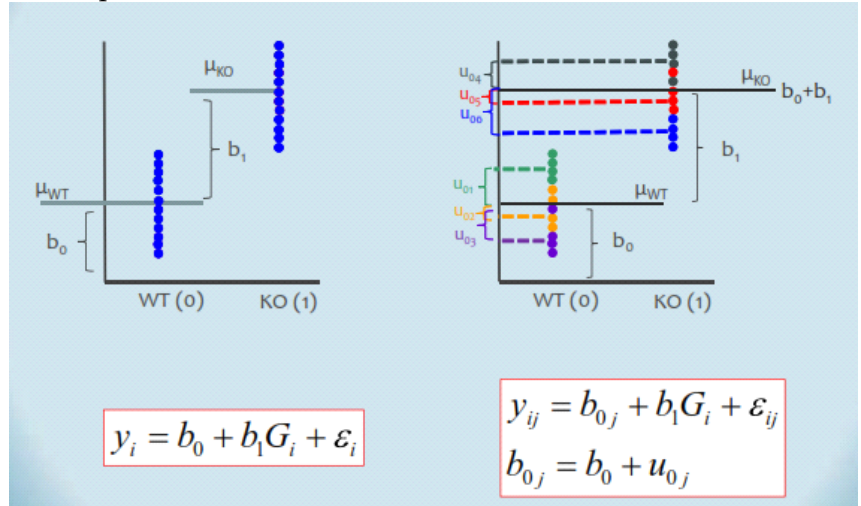 μKO
b₁
μWT
b₀
WT (0) KO (1)
yᵢ = b₀ + b₁Gᵢ + εᵢ
u₀₄
u₀₅
u₀₆
μKO
b₀+b₁
b₁
u₀₁
μWT
u₀₂
u₀₃
b₀
WT (0) KO (1)
yᵢⱼ = b₀ⱼ + b₁Gᵢ + εᵢⱼ
b₀ⱼ = b₀ + u₀ⱼ